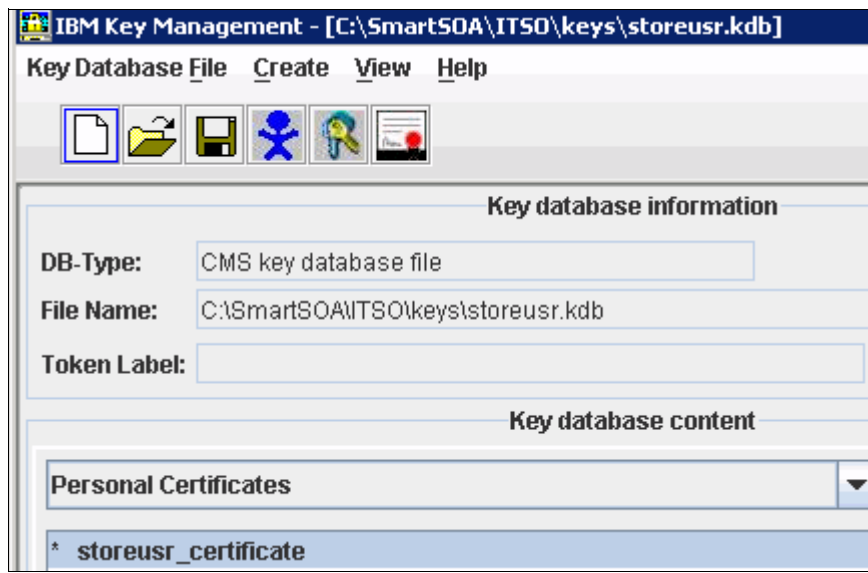 IBM Key Management - [C:\SmartSOA\ITSO\keys\storeusr.kdb]
Key Database File Create View Help
Key database information
DB-Type: CMS key database file
File Name: C:\SmartSOA\ITSO\keys\storeusr.kdb
Token Label:
Key database content
Personal Certificates
* storeusr_certificate